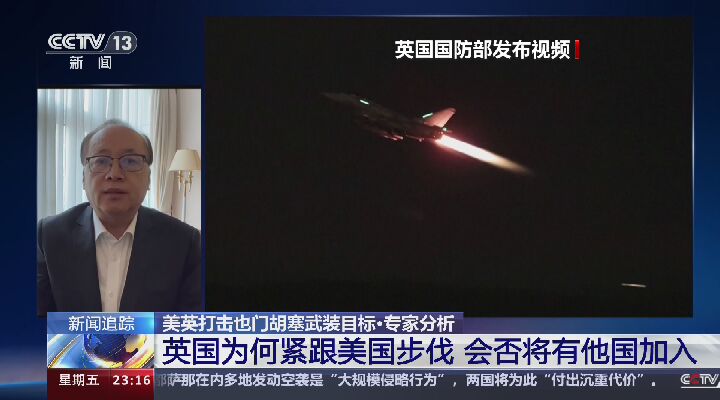 CCTV 13
新闻
英国国防部发布视频
新闻追踪
美英打击也门胡塞武装目标·专家分析
英国为何紧跟美国步伐 会否将有他国加入
星期五 23:16
萨那在内多地发动空袭是“大规模侵略行为”，两国将为此“付出沉重代价”。
CCTV